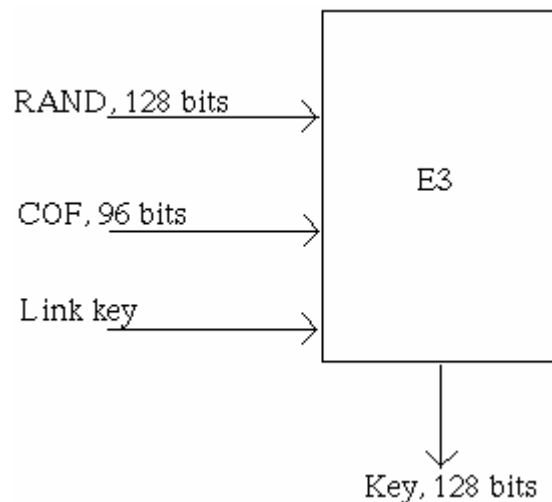 RAND, 128 bits
E3
COF, 96 bits
Link key
Key, 128 bits